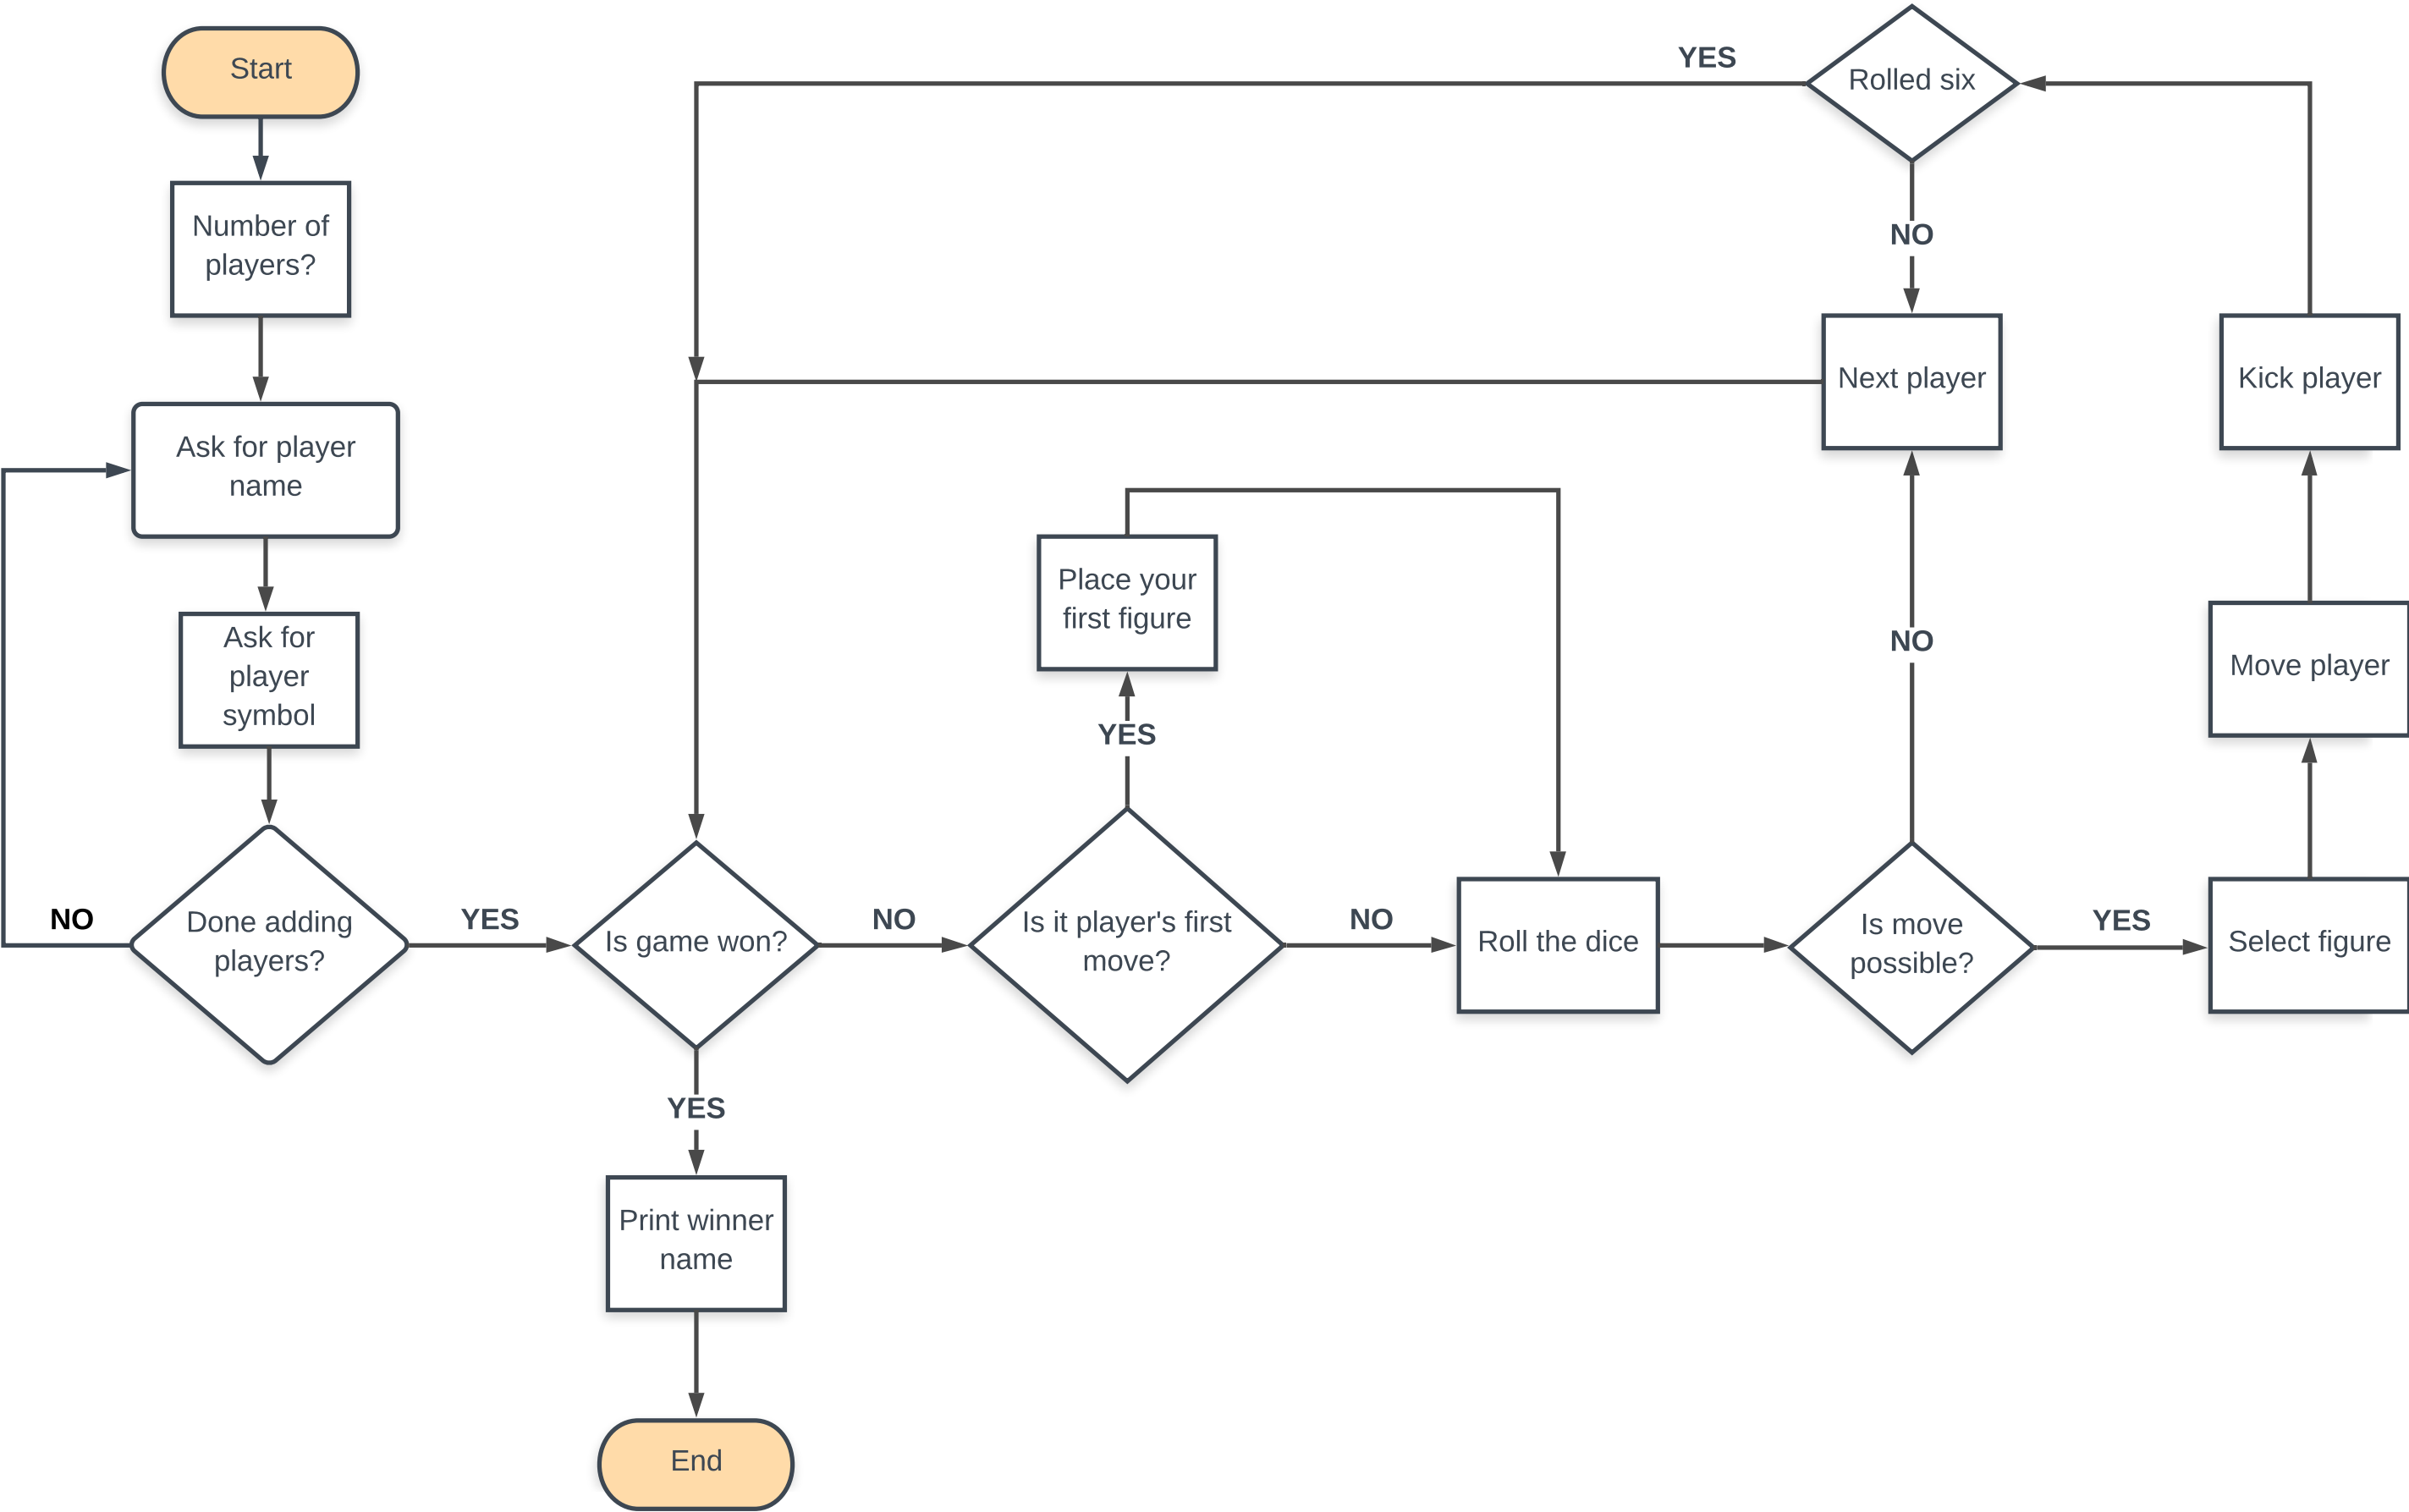 Start
Number of
players?
Ask for player
name
Ask for
player
symbol
Done adding
players?
NO
YES
Is game won?
YES
Print winner
name
End
NO
Is it player's first
move?
YES
Place your
first figure
NO
Roll the dice
Is move
possible?
NO
Next player
YES
Select figure
Move player
Kick player
Rolled six
YES
NO